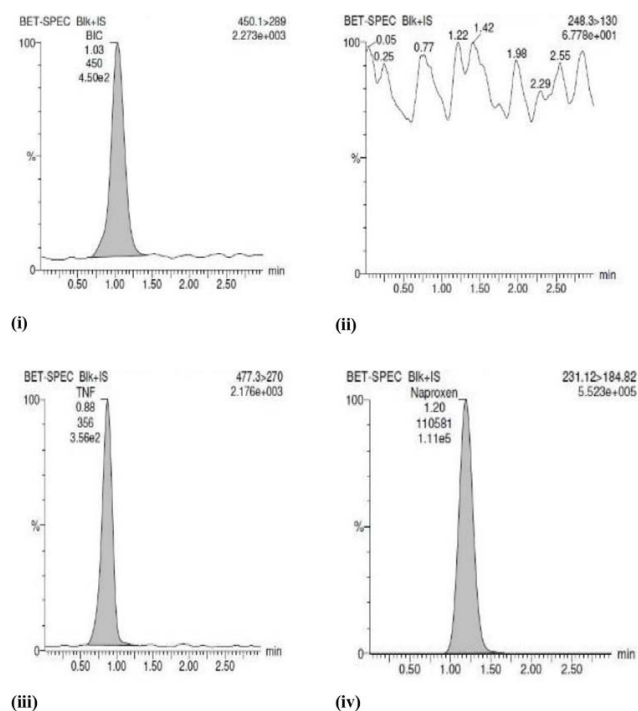 BET-SPEC Blk+IS 450.1>289
BIC 2.273e+003
1.03
450
4.50e2
100
%
0
0.50 1.00 1.50 2.00 2.50 min
(i)
BET-SPEC Blk+IS 248.3>130
6.778e+001
0.05
0.25
0.77
1.22
1.42
1.98
2.29
2.55
100
%
0
0.50 1.00 1.50 2.00 2.50 min
(ii)
BET-SPEC Blk+IS 477.3>270
TNF 2.176e+003
0.88
356
3.56e2
100
%
0
0.50 1.00 1.50 2.00 2.50 min
(iii)
BET-SPEC Blk+IS 231.12>184.82
Naproxen 5.523e+005
1.20
110581
1.11e5
100
%
0
0.50 1.00 1.50 2.00 2.50 min
(iv)